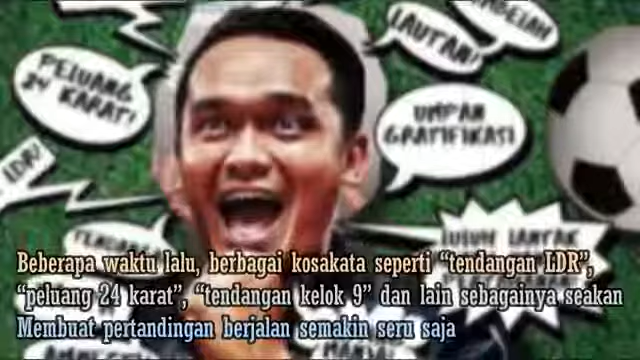 LAUTAN!
PELUANG
24 KARAT!
UMPAN
GRATIFIKASI
LDR!
Beberapa waktu lalu, berbagai kosakata seperti “tendangan LDR”,
“peluang 24 karat”, “tendangan kelok 9” dan lain sebagainya seakan
Membuat pertandingan berjalan semakin seru saja